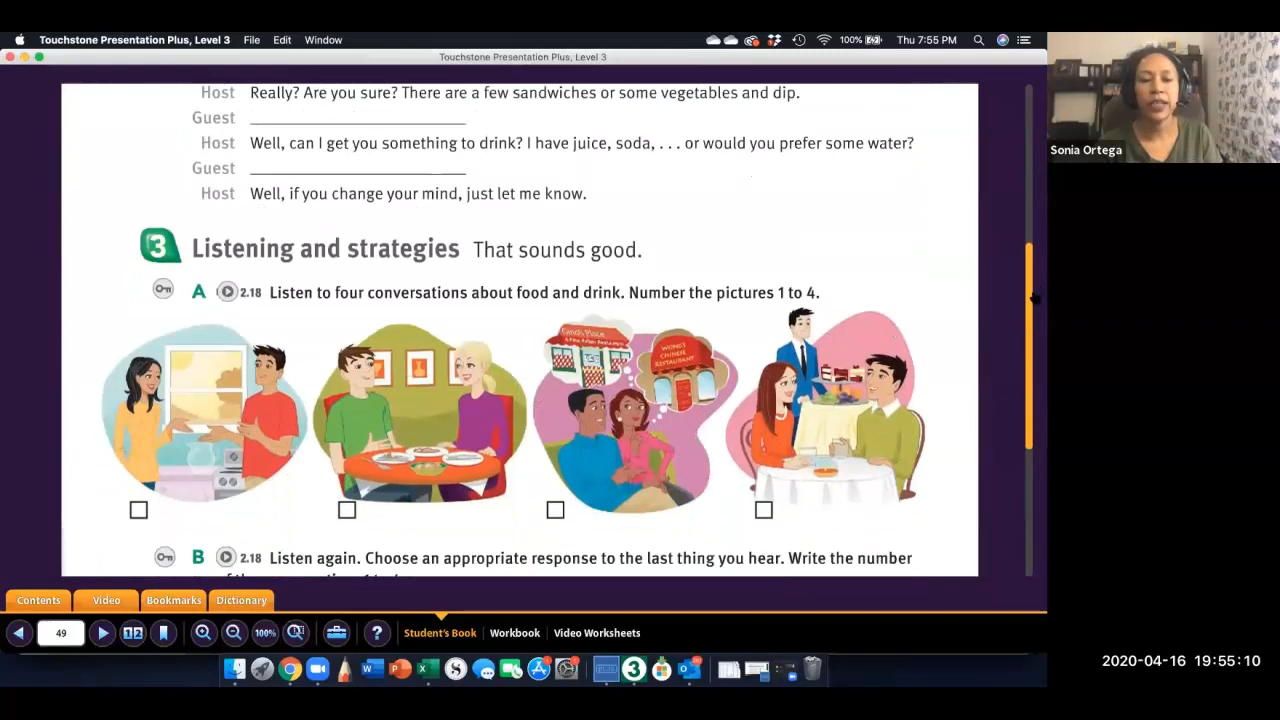 Touchstone Presentation Plus, Level 3 File Edit Window 100% Thu 7:55 PM
Touchstone Presentation Plus, Level 3
Host Really? Are you sure? There are a few sandwiches or some vegetables and dip.
Guest
Host Well, can I get you something to drink? I have juice, soda, . . . or would you prefer some water?
Guest
Host Well, if you change your mind, just let me know.
Sonia Ortega
3 Listening and strategies That sounds good.
A 2.18 Listen to four conversations about food and drink. Number the pictures 1 to 4.
WONG'S
CHINESE
RESTAURANT
B 2.18 Listen again. Choose an appropriate response to the last thing you hear. Write the number
Contents Video Bookmarks Dictionary
49 12 100% ? Student's Book Workbook Video Worksheets
2020-04-16 19:55:10